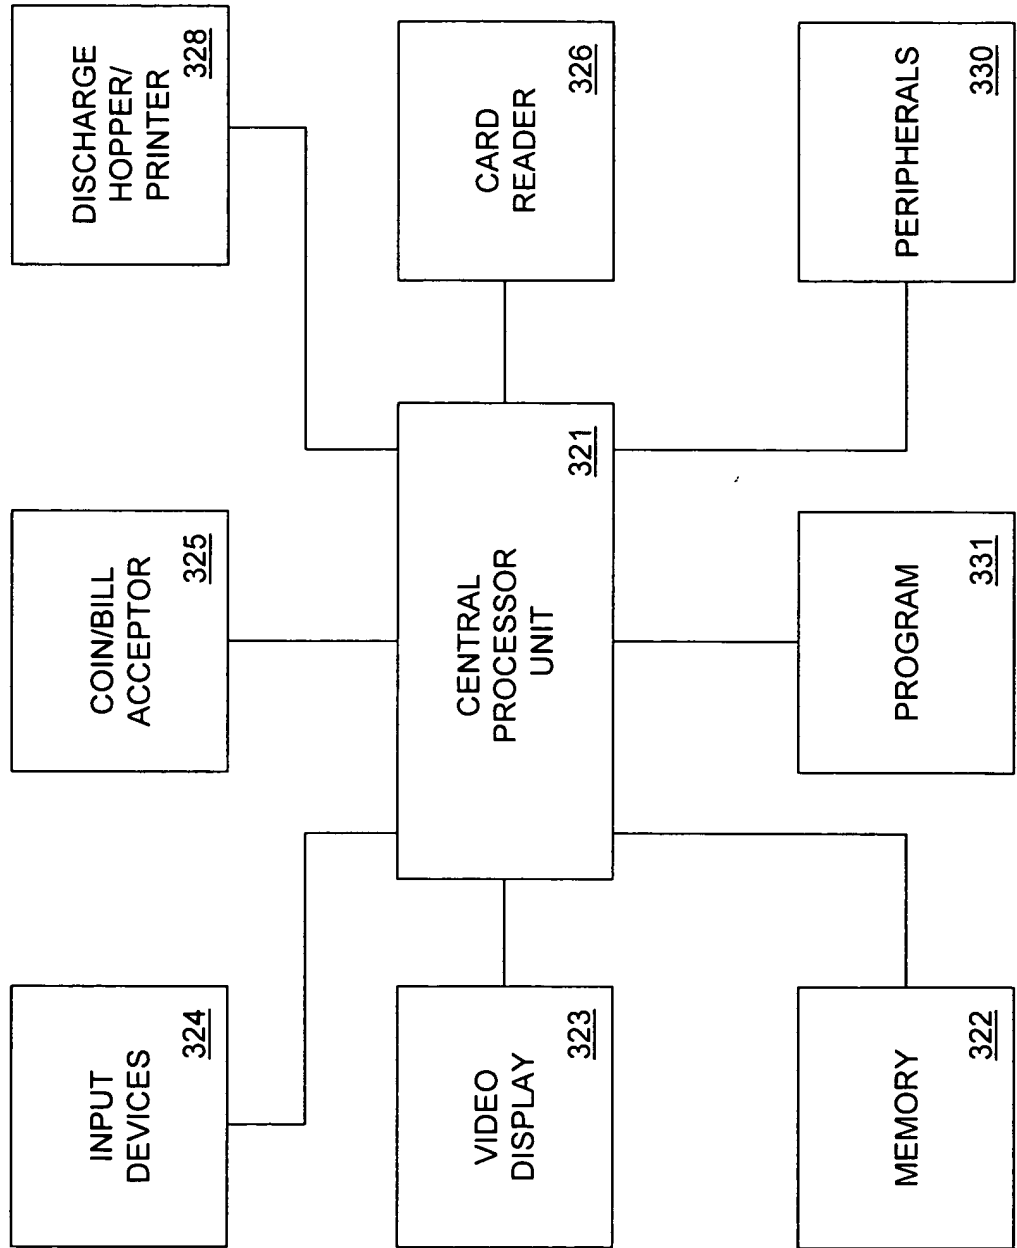 INPUT
DEVICES
324
COIN/BILL
ACCEPTOR
325
DISCHARGE
HOPPER/
PRINTER
328
VIDEO
DISPLAY
323
CENTRAL
PROCESSOR
UNIT
321
CARD
READER
326
MEMORY
322
PROGRAM
331
PERIPHERALS
330